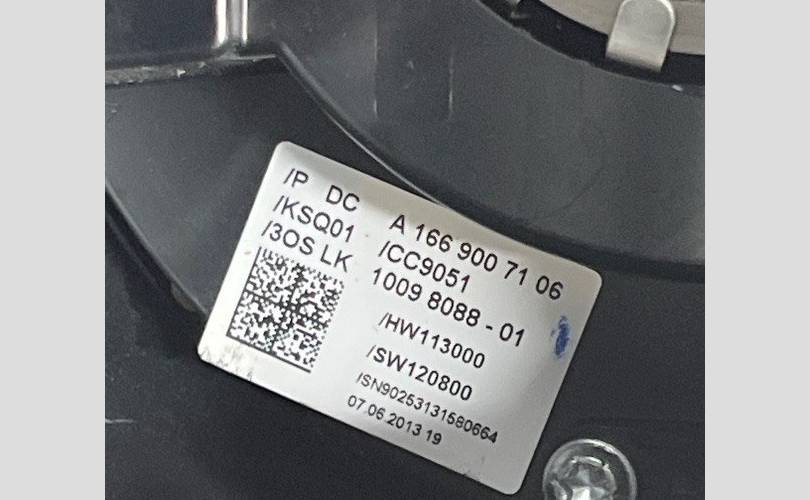 /P DC A 166 900 71 06
/KSQ01 /CC9051
/3OS LK 1009 8088 - 01
/HW113000
/SW120800
/SN90253131580664
07.06.2013 19